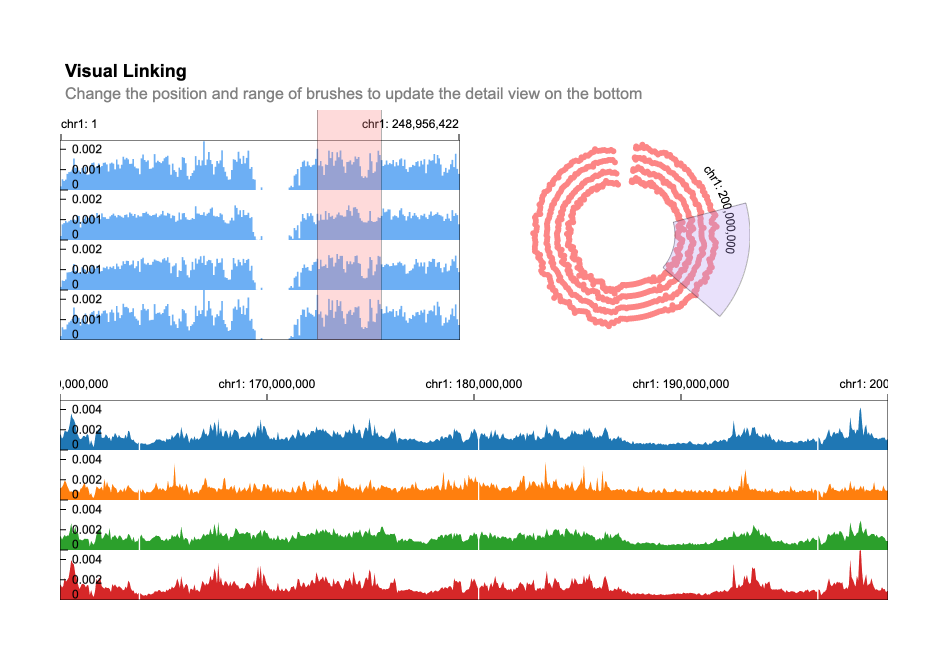 Visual Linking
Change the position and range of brushes to update the detail view on the bottom
chr1: 1
chr1: 248,956,422
0.002
0.001
0
0.002
0.001
0
0.002
0.001
0
0.002
0.001
0
chr1: 200,000,000
0,000,000
chr1: 170,000,000
chr1: 180,000,000
chr1: 190,000,000
chr1: 200
0.004
0.002
0
0.004
0.002
0
0.004
0.002
0
0.004
0.002
0